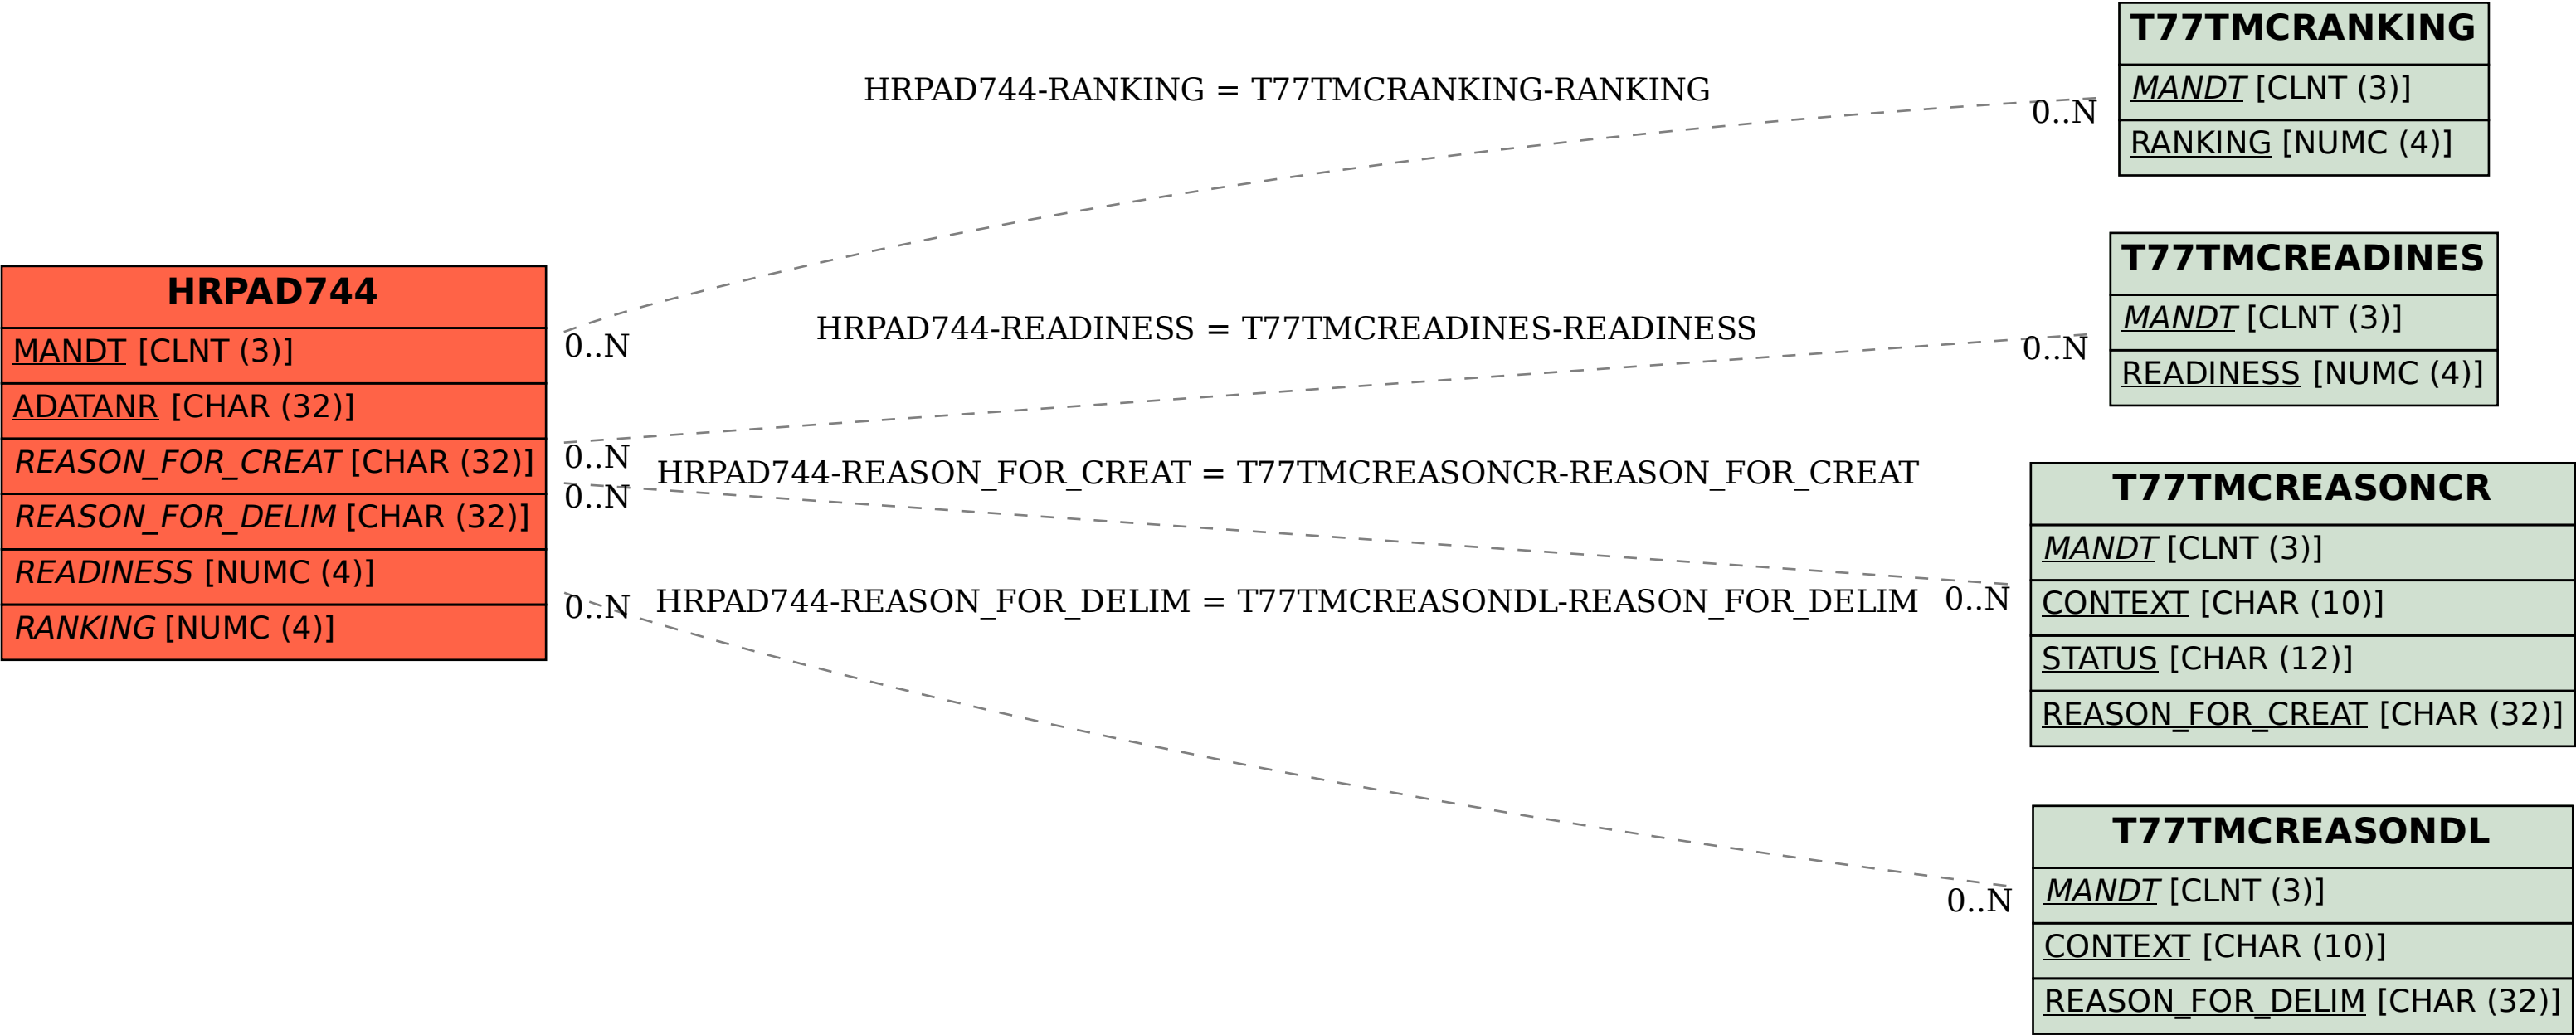 HRPAD744
MANDT [CLNT (3)]
ADATANR [CHAR (32)]
REASON_FOR_CREAT [CHAR (32)]
REASON_FOR_DELIM [CHAR (32)]
READINESS [NUMC (4)]
RANKING [NUMC (4)]
HRPAD744-RANKING = T77TMCRANKING-RANKING
0..N
0..N
HRPAD744-READINESS = T77TMCREADINES-READINESS
0..N
0..N
HRPAD744-REASON_FOR_CREAT = T77TMCREASONCR-REASON_FOR_CREAT
0..N
0..N
HRPAD744-REASON_FOR_DELIM = T77TMCREASONDL-REASON_FOR_DELIM
0..N
0..N
T77TMCRANKING
MANDT [CLNT (3)]
RANKING [NUMC (4)]
T77TMCREADINES
MANDT [CLNT (3)]
READINESS [NUMC (4)]
T77TMCREASONCR
MANDT [CLNT (3)]
CONTEXT [CHAR (10)]
STATUS [CHAR (12)]
REASON_FOR_CREAT [CHAR (32)]
T77TMCREASONDL
MANDT [CLNT (3)]
CONTEXT [CHAR (10)]
REASON_FOR_DELIM [CHAR (32)]